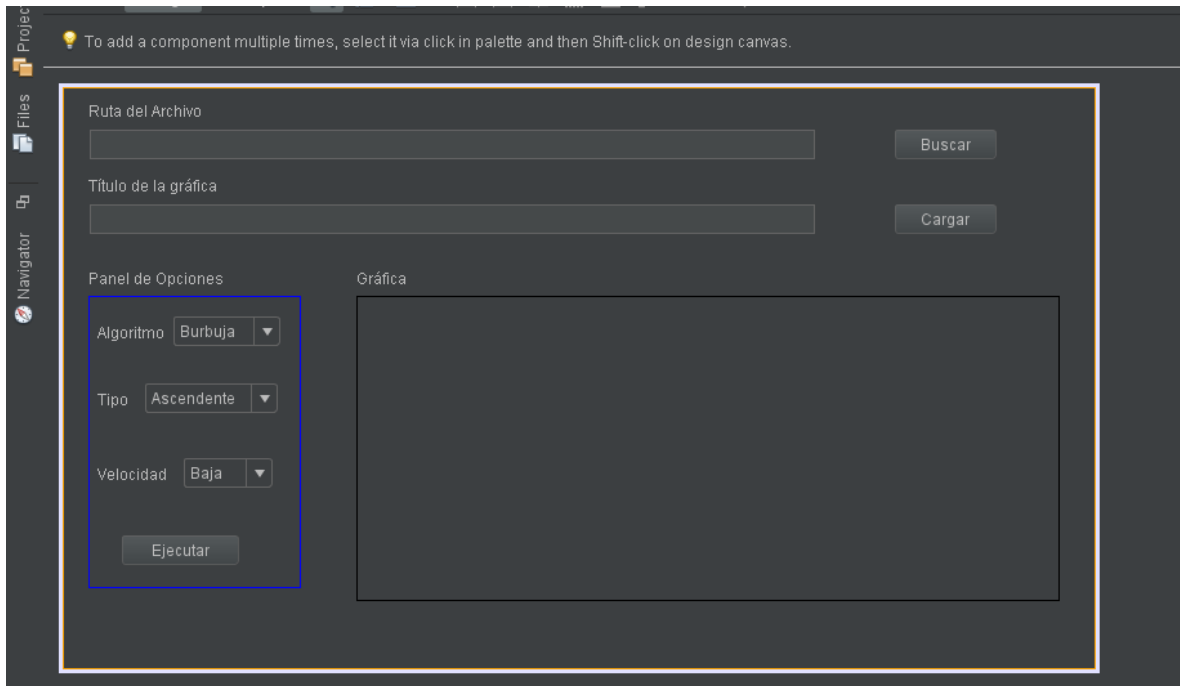 To add a component multiple times, select it via click in palette and then Shift-click on design canvas.
Files
Navigator
Ruta del Archivo
Buscar
Título de la gráfica
Cargar
Panel de Opciones
Gráfica
Algoritmo Burbuja
Tipo Ascendente
Velocidad Baja
Ejecutar